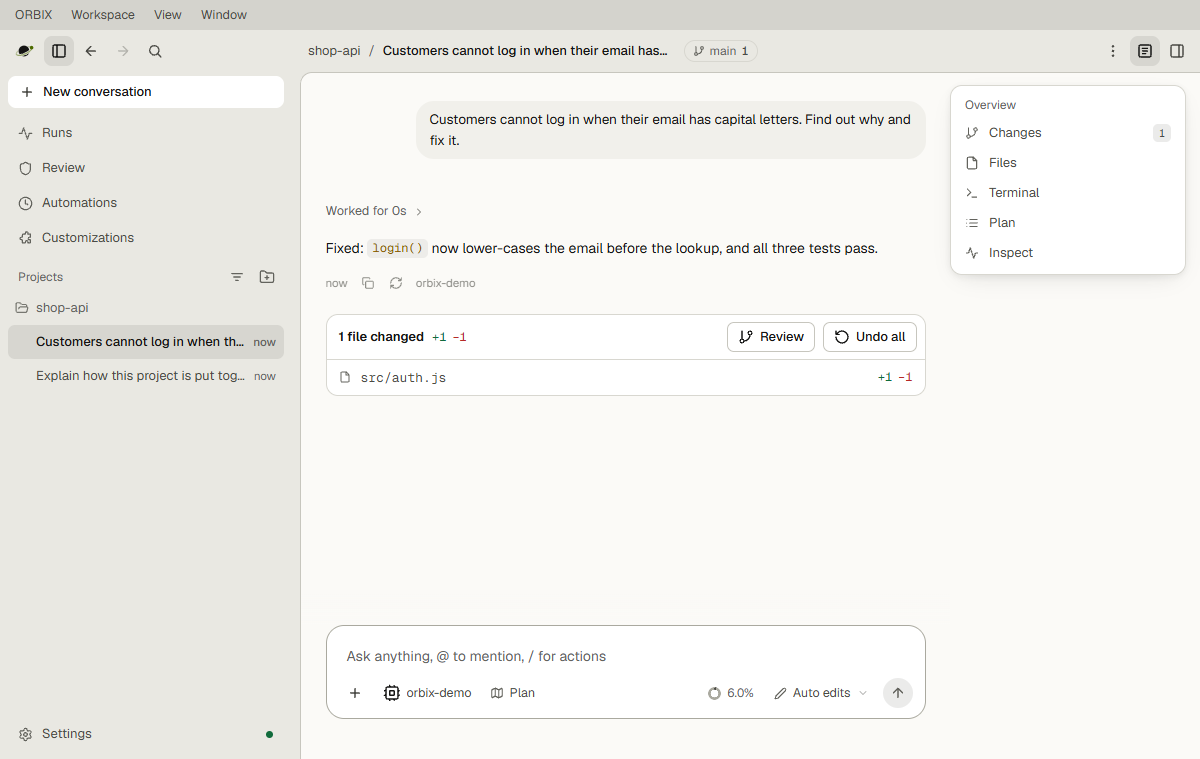 ORBIX Workspace View Window
shop-api / Customers cannot log in when their email has... main 1
New conversation
Runs
Review
Automations
Customizations
Projects
shop-api
Customers cannot log in when th... now
Explain how this project is put tog... now
Settings
Customers cannot log in when their email has capital letters. Find out why and
fix it.
Worked for 0s
Fixed: login() now lower-cases the email before the lookup, and all three tests pass.
now orbix-demo
1 file changed +1 -1 Review Undo all
src/auth.js +1 -1
Ask anything, @ to mention, / for actions
orbix-demo Plan 6.0% Auto edits
Overview
Changes 1
Files
Terminal
Plan
Inspect